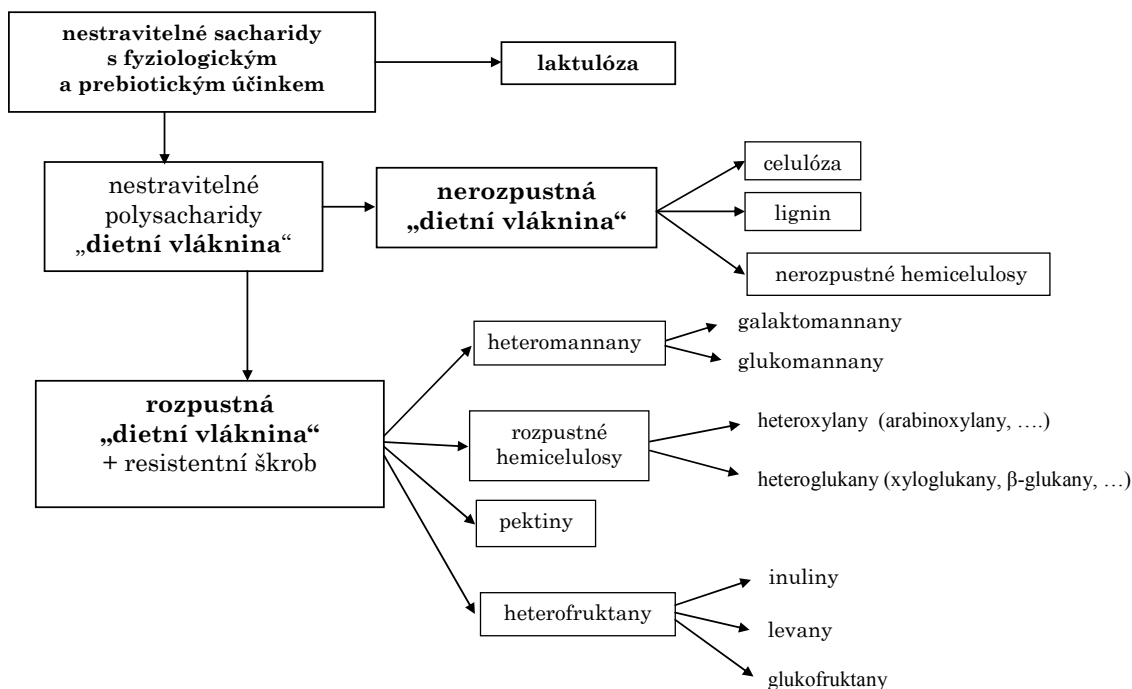 nestravitelné sacharidy
s fyziologickým
a prebiotickým účinkem
laktulóza
nestravitelné
polysacharidy
„dietní vláknina“
nerozpustná
„dietní vláknina“
celulóza
lignin
nerozpustné hemicelulosy
rozpustná
„dietní vláknina“
+ resistentní škrob
heteromannany
galaktomannany
glukomannany
rozpustné
hemicelulosy
heteroxylany (arabinoxylany, ….)
heteroglukany (xyloglukany, β-glukany, …)
pektiny
heterofruktany
inuliny
levany
glukofruktany